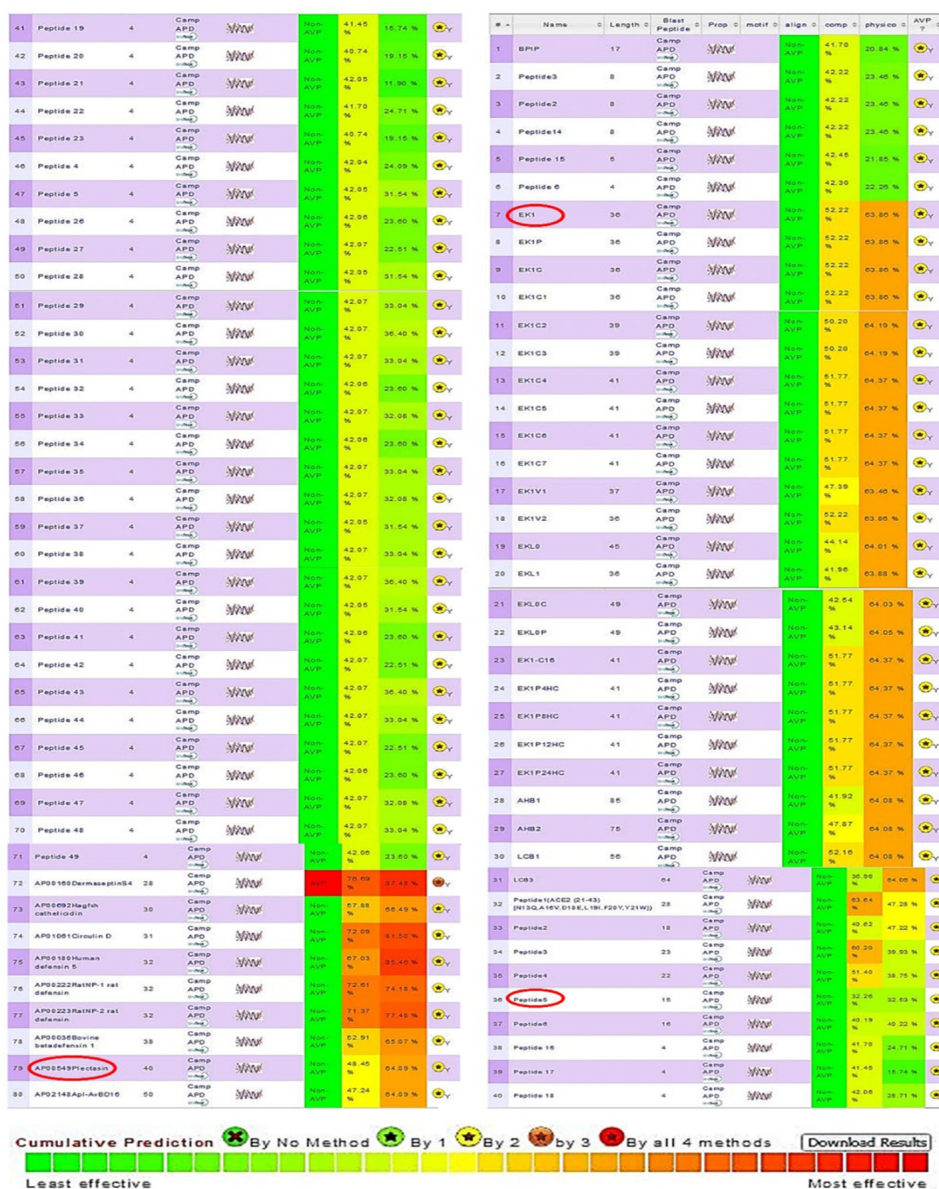 # Name Length Blast Peptide Prop motif align comp physico AVP ?
1 BPIP 17 Camp APD Non-AVP 41.70 % 20.84 %
2 Peptide3 8 Camp APD Non-AVP 42.22 % 23.46 %
3 Peptide2 8 Camp APD Non-AVP 42.22 % 23.46 %
4 Peptide14 8 Camp APD Non-AVP 42.22 % 23.46 %
5 Peptide 15 Camp APD Non-AVP 42.45 % 21.85 %
6 Peptide 6 4 Camp APD Non-AVP 42.30 %
7 EK1 36 Camp APD Non-AVP 52.22 % 63.86 %
8 EK1P 36 Camp APD Non-AVP 52.22 % 63.86 %
9 EK1C 36 Camp APD Non-AVP 52.22 % 63.86 %
10 EK1C1 36 Camp APD Non-AVP 52.22 % 63.86 %
11 EK1C2 39 Camp APD Non-AVP 50.20 % 64.19 %
12 EK1C3 39 Camp APD Non-AVP 50.20 % 64.19 %
13 EK1C4 41 Camp APD Non-AVP 51.77 % 64.37 %
14 EK1C5 41 Camp APD Non-AVP 51.77 % 64.37 %
15 EK1C6 41 Camp APD Non-AVP 51.77 % 64.37 %
16 EK1C7 41 Camp APD Non-AVP 51.77 % 64.37 %
17 EK1V1 37 Camp APD Non-AVP 47.39 % 63.46 %
18 EK1V2 36 Camp APD Non-AVP 52.22 % 63.86 %
19 EKL0 45 Camp APD Non-AVP 44.14 % 64.01 %
20 EKL1 36 Camp APD Non-AVP 41.96 % 63.88 %
21 EKL0C 49 Camp APD Non-AVP 42.54 % 64.03 %
22 EKL0P 49 Camp APD Non-AVP 43.14 % 64.05 %
23 EK1-C16 41 Camp APD Non-AVP 51.77 % 64.37 %
24 EK1P4HC 41 Camp APD Non-AVP 51.77 % 64.37 %
25 EK1P8HC 41 Camp APD Non-AVP 51.77 % 64.37 %
26 EK1P12HC 41 Camp APD Non-AVP 51.77 % 64.37 %
27 EK1P24HC 41 Camp APD Non-AVP 51.77 % 64.37 %
28 AHB1 85 Camp APD Non-AVP 41.92 % 64.08 %
29 AHB2 75 Camp APD Non-AVP 47.87 % 64.08 %
30 LCB1 56 Camp APD Non-AVP 52.16 % 64.08 %
31 LCB3 64 Camp APD Non-AVP
32 Peptide1(ACE2 (21-43) [N13Q,A16V,D18E,L19I,F20Y,Y21W]) 28 Camp APD Non-AVP 63.64 % 47.28 %
33 Peptide2 18 Camp APD Non-AVP 47.22 %
34 Peptide3 23 Camp APD Non-AVP 60.20 % 39.93 %
35 Peptide4 22 Camp APD Non-AVP 51.40 % 38.75 %
36 Peptide5 15 Camp APD Non-AVP 32.26 %
37 Peptide6 16 Camp APD Non-AVP 40.22 %
38 Peptide 16 4 Camp APD Non-AVP 41.70 % 24.71 %
39 Peptide 17 4 Camp APD Non-AVP 41.45 % 15.74 %
40 Peptide 18 4 Camp APD Non-AVP 42.06 % 28.71 %
41 Peptide 19 4 Camp APD Non-AVP 41.45 % 15.74 %
42 Peptide 20 4 Camp APD Non-AVP 40.74 % 19.15 %
43 Peptide 21 4 Camp APD Non-AVP 42.05 % 11.90 %
44 Peptide 22 4 Camp APD Non-AVP 41.70 % 24.71 %
45 Peptide 23 4 Camp APD Non-AVP 40.74 % 19.15 %
46 Peptide 4 4 Camp APD Non-AVP 42.04 % 24.09 %
47 Peptide 5 4 Camp APD Non-AVP 42.05 % 31.54 %
48 Peptide 26 4 Camp APD Non-AVP 42.06 % 23.60 %
49 Peptide 27 4 Camp APD Non-AVP 42.07 % 22.51 %
50 Peptide 28 4 Camp APD Non-AVP 42.05 % 31.54 %
51 Peptide 29 4 Camp APD Non-AVP 42.07 % 33.04 %
52 Peptide 30 4 Camp APD Non-AVP 42.07 % 36.40 %
53 Peptide 31 4 Camp APD Non-AVP 42.07 % 33.04 %
54 Peptide 32 4 Camp APD Non-AVP 42.06 % 23.60 %
55 Peptide 33 4 Camp APD Non-AVP 42.07 % 32.08 %
56 Peptide 34 4 Camp APD Non-AVP 42.06 % 23.60 %
57 Peptide 35 4 Camp APD Non-AVP 42.07 % 33.04 %
58 Peptide 36 4 Camp APD Non-AVP 42.07 % 32.08 %
59 Peptide 37 4 Camp APD Non-AVP 42.05 % 31.54 %
60 Peptide 38 4 Camp APD Non-AVP 42.07 % 33.04 %
61 Peptide 39 4 Camp APD Non-AVP 42.07 % 36.40 %
62 Peptide 40 4 Camp APD Non-AVP 42.05 % 31.54 %
63 Peptide 41 4 Camp APD Non-AVP 42.06 % 23.60 %
64 Peptide 42 4 Camp APD Non-AVP 42.07 % 22.51 %
65 Peptide 43 4 Camp APD Non-AVP 42.07 % 36.40 %
66 Peptide 44 4 Camp APD Non-AVP 42.07 % 33.04 %
67 Peptide 45 4 Camp APD Non-AVP 42.07 % 22.51 %
68 Peptide 46 4 Camp APD Non-AVP 42.06 % 23.60 %
69 Peptide 47 4 Camp APD Non-AVP 42.07 % 32.08 %
70 Peptide 48 4 Camp APD Non-AVP 42.07 % 33.04 %
71 Peptide 49 4 Camp APD Non-AVP 42.06 % 23.60 %
72 AP00160DermaseptinS4 28 Camp APD AVP 76.69 % 87.48 %
73 AP00692Hagfish cathelicidin 30 Camp APD Non-AVP 57.88 % 66.49 %
74 AP01061Circulin D 31 Camp APD Non-AVP 72.09 %
75 AP00180Human defensin 5 32 Camp APD Non-AVP 67.03 %
76 AP00222RatNP-1 rat defensin 32 Camp APD Non-AVP 72.61 % 74.18 %
77 AP00223RatNP-2 rat defensin 32 Camp APD Non-AVP 71.37 % 77.48 %
78 AP00036Bovine betadefensin 1 38 Camp APD Non-AVP 52.91 % 65.07 %
79 AP00549Plectasin 40 Camp APD Non-AVP 48.45 % 64.09 %
80 AP02148Apl-AvBD16 50 Camp APD Non-AVP 47.24 % 64.09 %
Cumulative Prediction By No Method By 1 By 2 by 3 By all 4 methods Download Results
Least effective Most effective